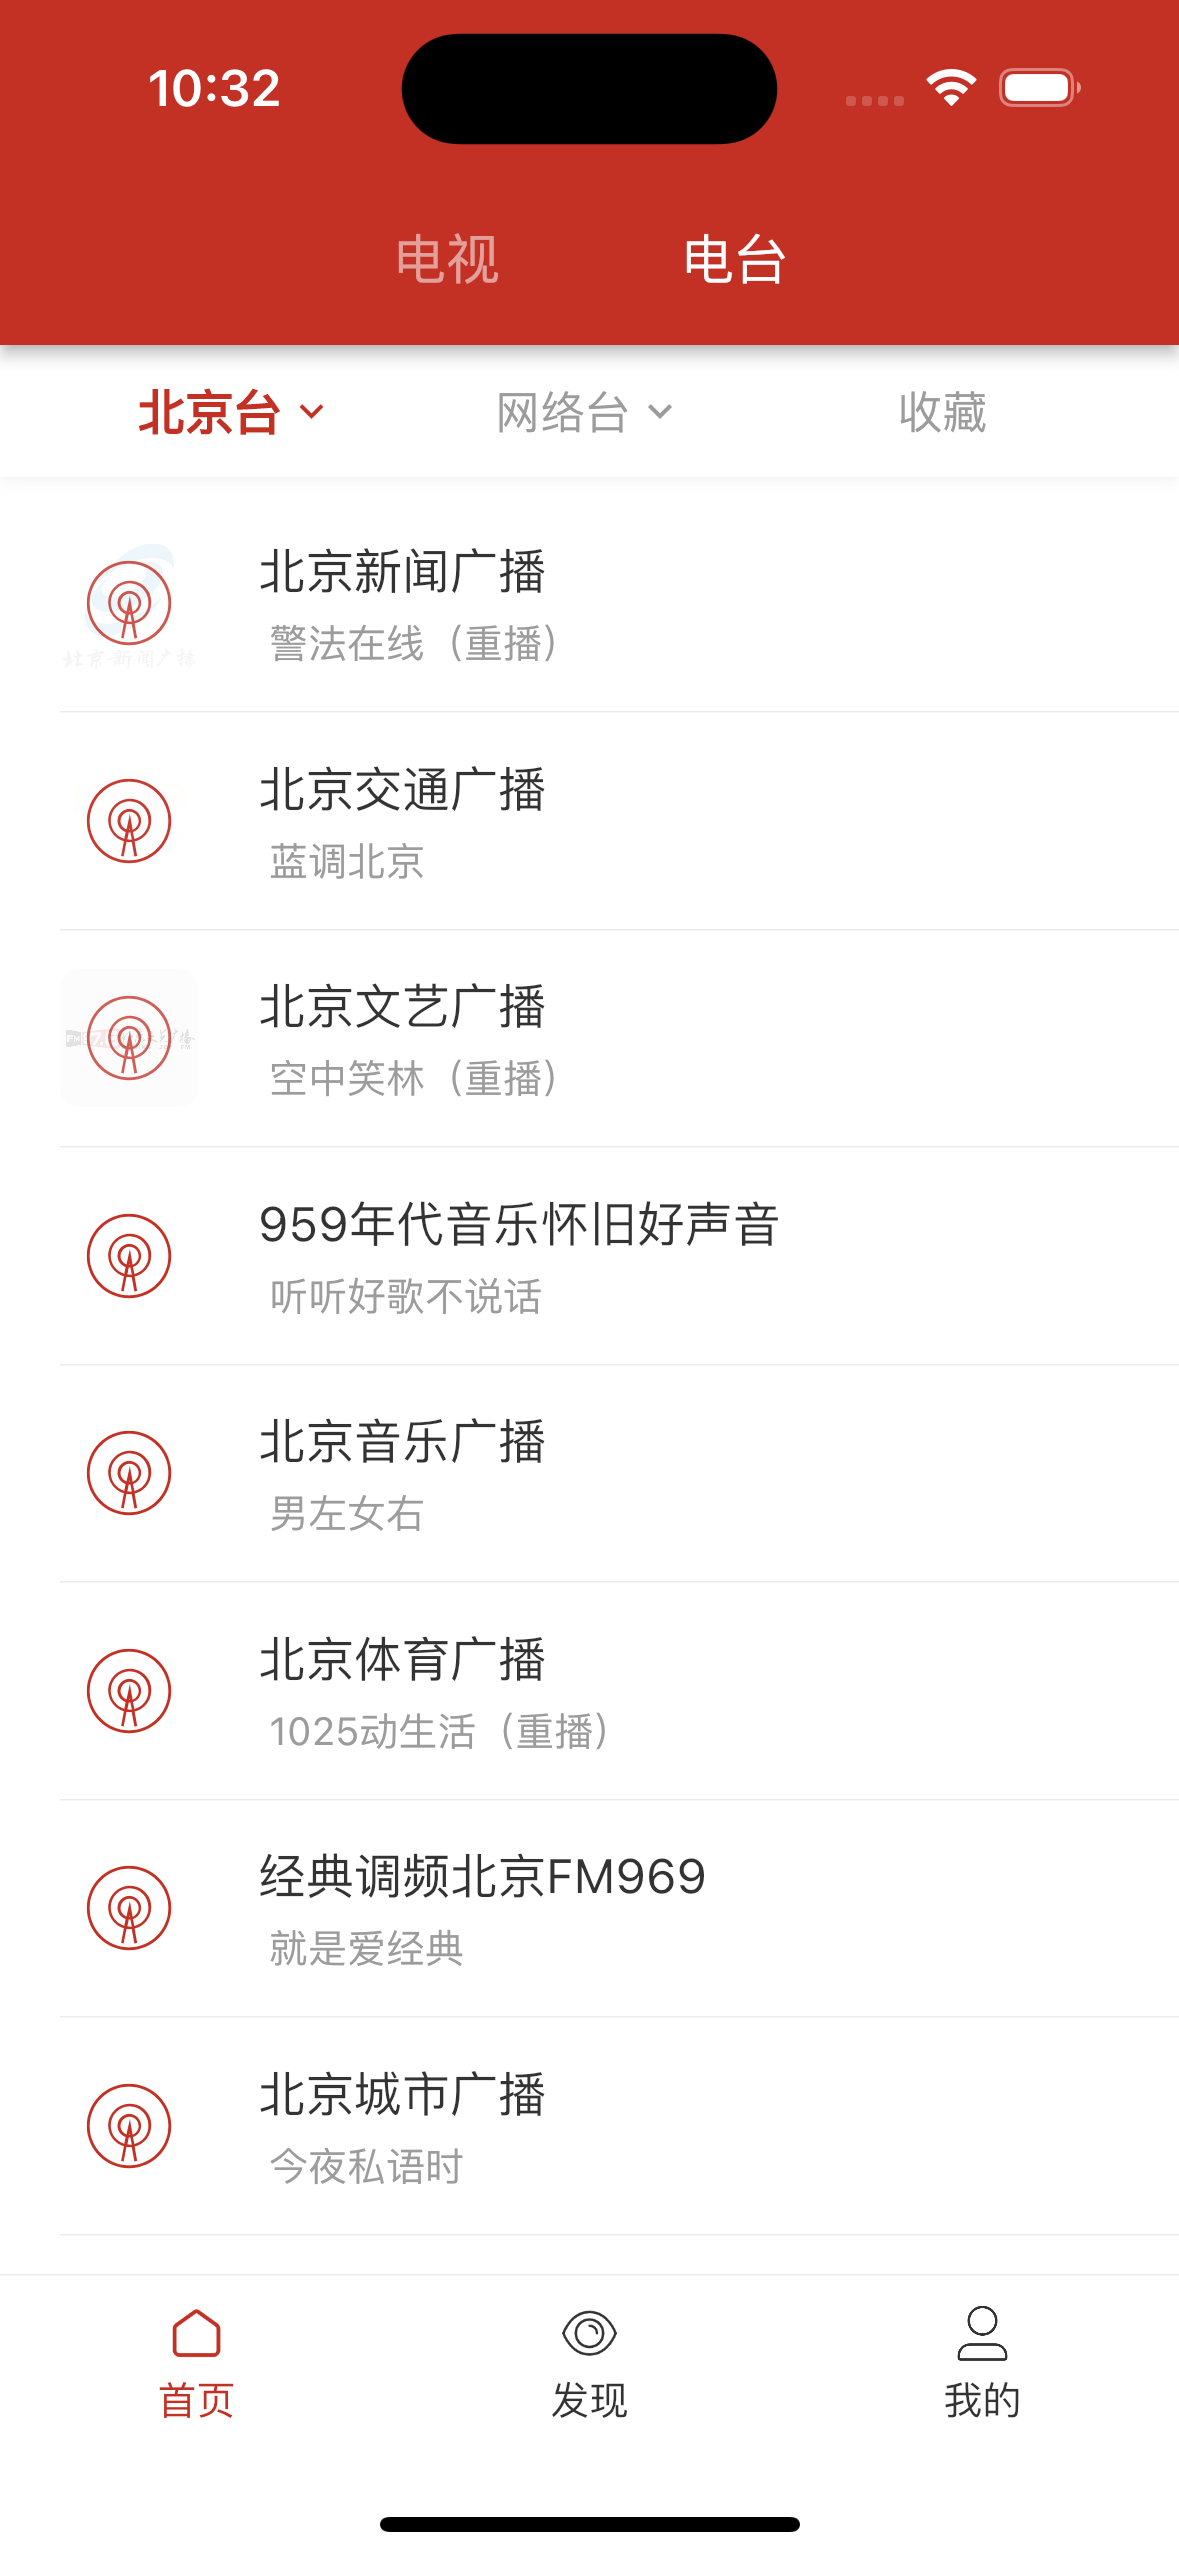 10:32
电视 电台
北京台 网络台 收藏
北京新闻广播
警法在线（重播）
北京新闻广播
北京交通广播
蓝调北京
北京文艺广播
空中笑林（重播）
959年代音乐怀旧好声音
听听好歌不说话
北京音乐广播
男左女右
北京体育广播
1025动生活（重播）
经典调频北京FM969
就是爱经典
北京城市广播
今夜私语时
首页 发现 我的